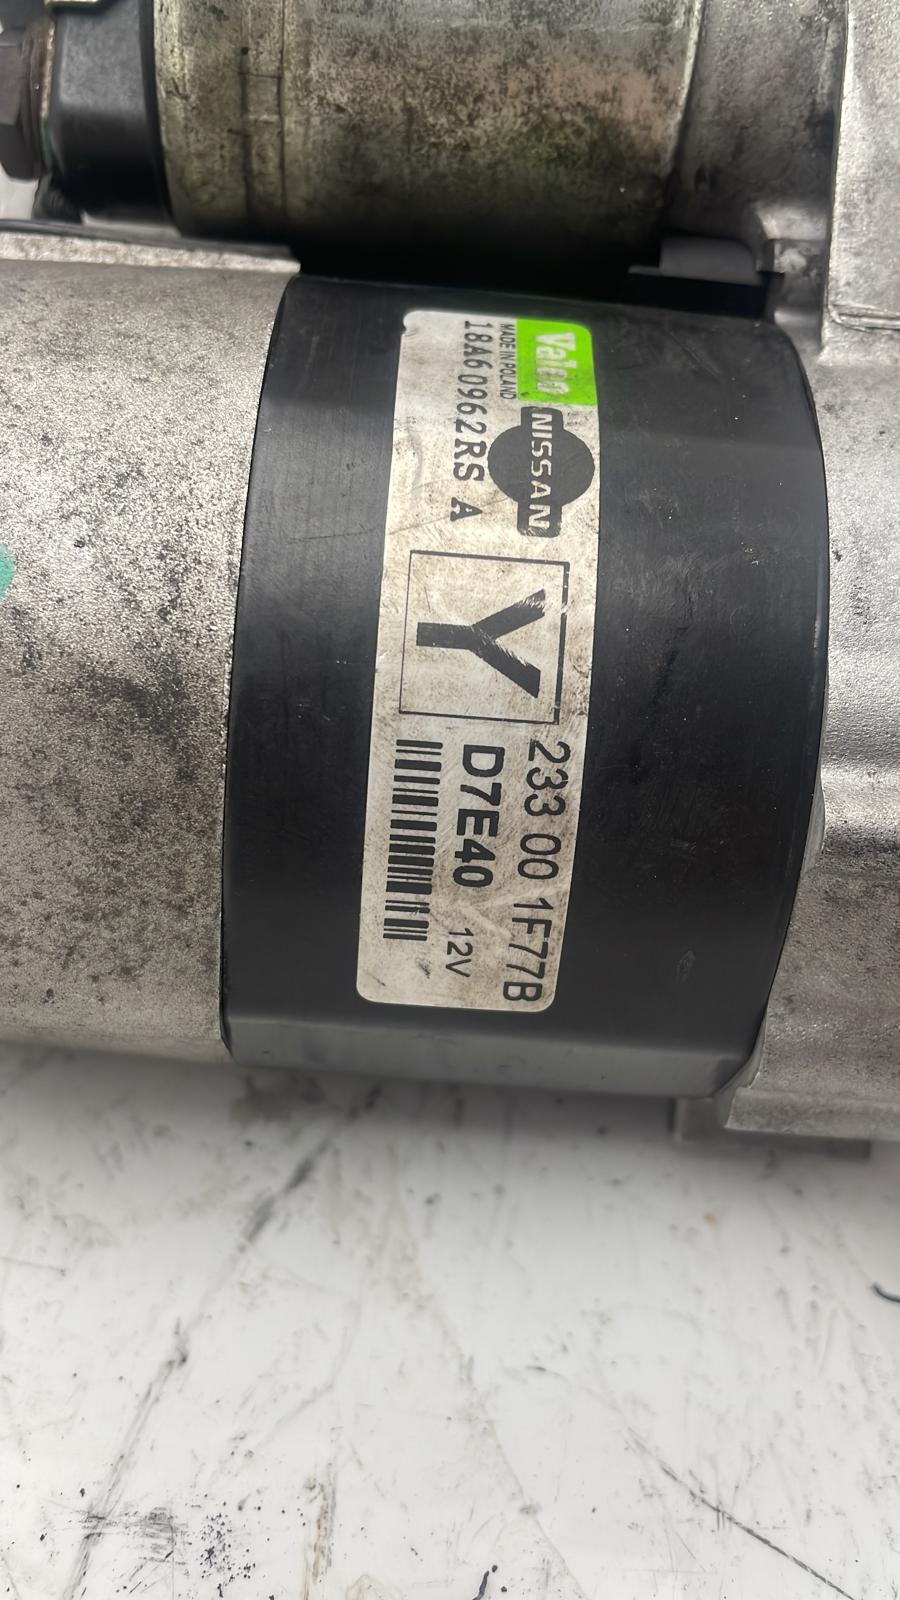 Valeo
MADE IN POLAND
18A60962RS A
NISSAN
Y
233 00 1F77B
D7E40
12V